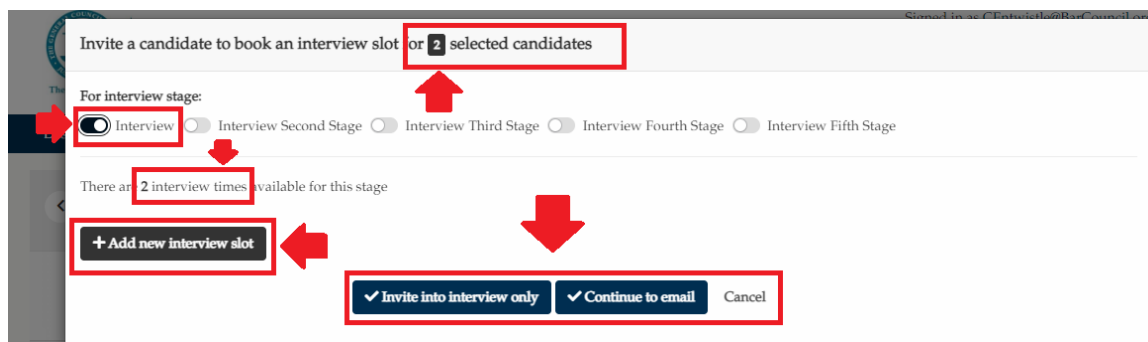 Signed in as CEntwistle@BarCouncil.or
Invite a candidate to book an interview slot for 2 selected candidates
For interview stage:
Interview Interview Second Stage Interview Third Stage Interview Fourth Stage Interview Fifth Stage
There are 2 interview times available for this stage
+ Add new interview slot
✓ Invite into interview only ✓ Continue to email Cancel